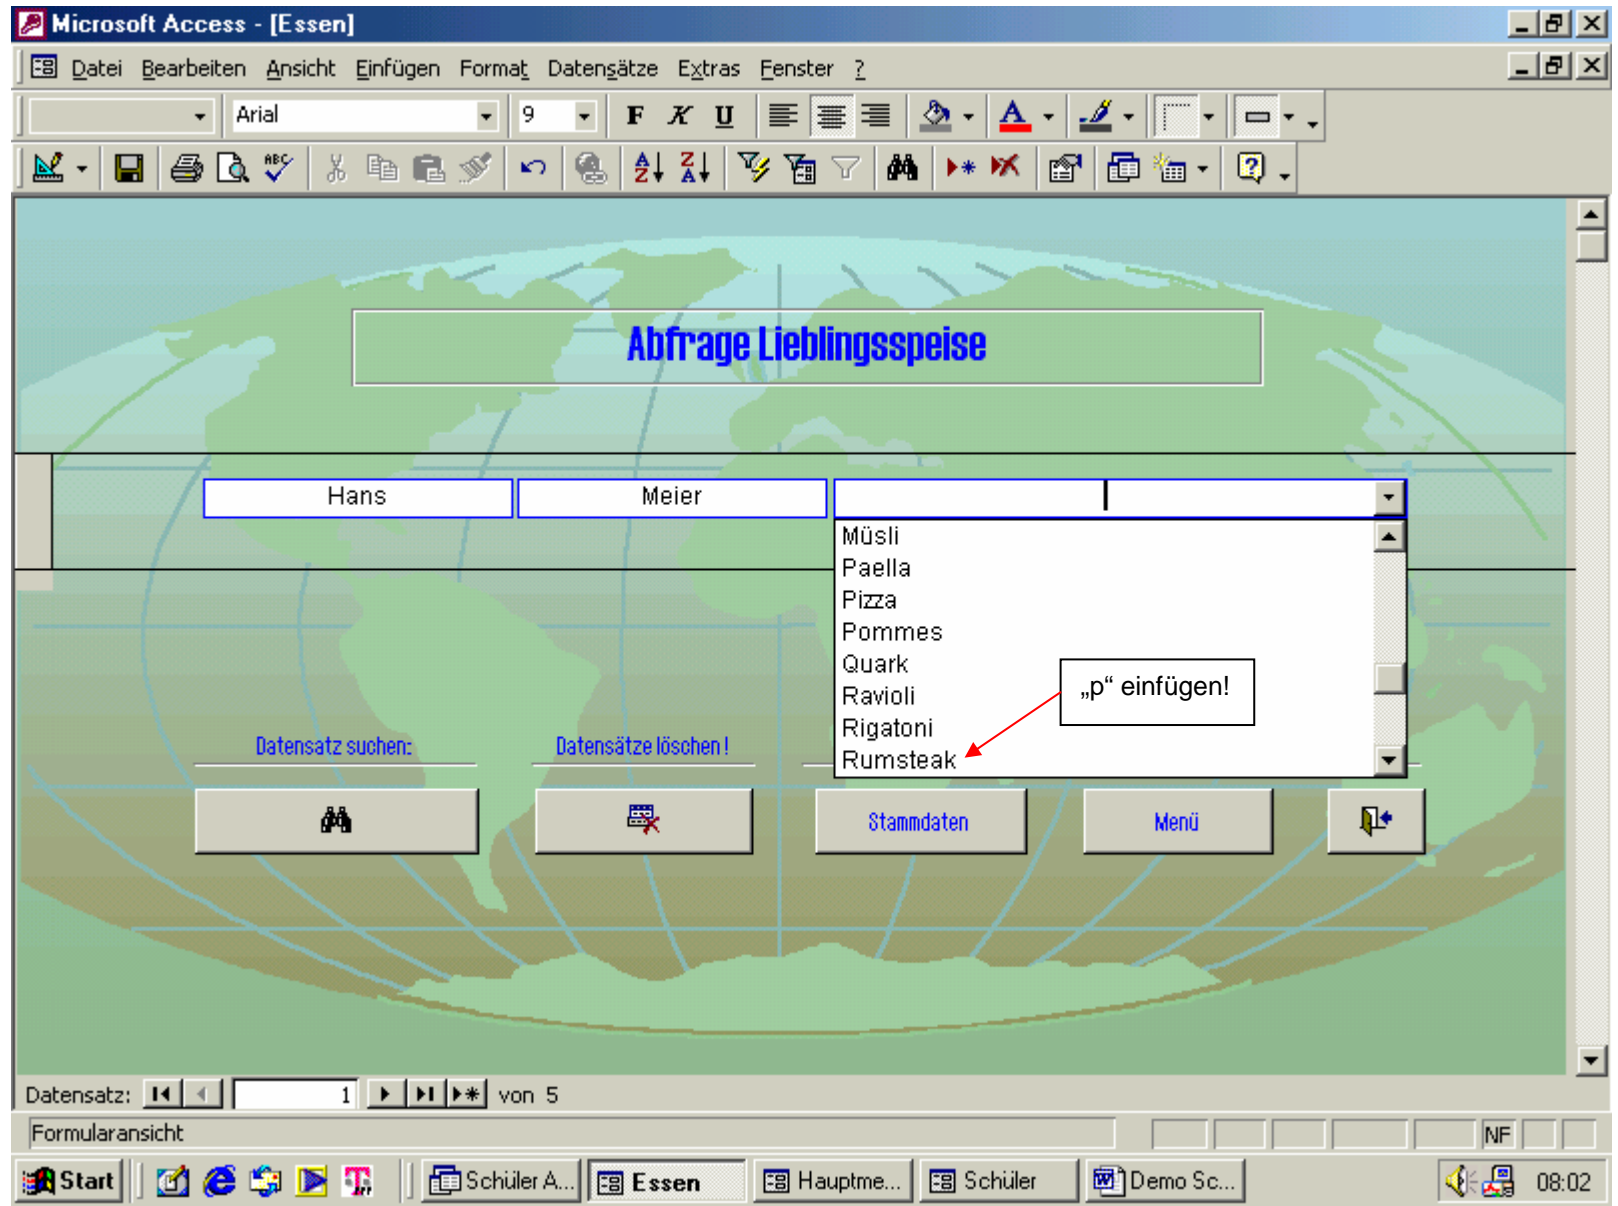 Microsoft Access - [Essen]
Datei Bearbeiten Ansicht Einfügen Format Datensätze Extras Fenster ?
Arial 9 F K U
Abfrage Lieblingsspeise
Hans Meier
Müsli
Paella
Pizza
Pommes
Quark
Ravioli
Rigatoni
Rumsteak
„p“ einfügen!
Datensatz suchen: Datensätze löschen !
Stammdaten Menü
Datensatz: 1 von 5
Formularansicht NF
Start Schüler A... Essen Hauptme... Schüler Demo Sc... 08:02